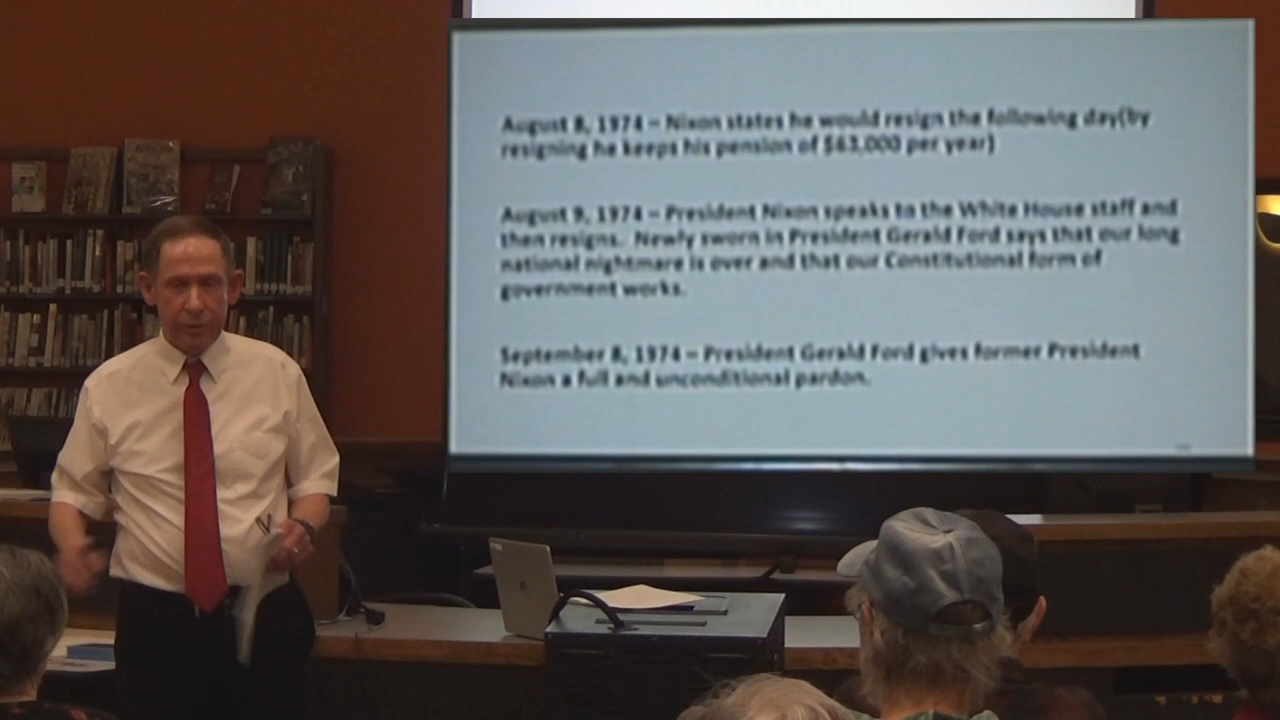 August 8, 1974 – Nixon states he would resign the following day(by
resigning he keeps his pension of $63,000 per year)
August 9, 1974 – President Nixon speaks to the White House staff and
then resigns. Newly sworn in President Gerald Ford says that our long
national nightmare is over and that our Constitutional form of
government works.
September 8, 1974 – President Gerald Ford gives former President
Nixon a full and unconditional pardon.